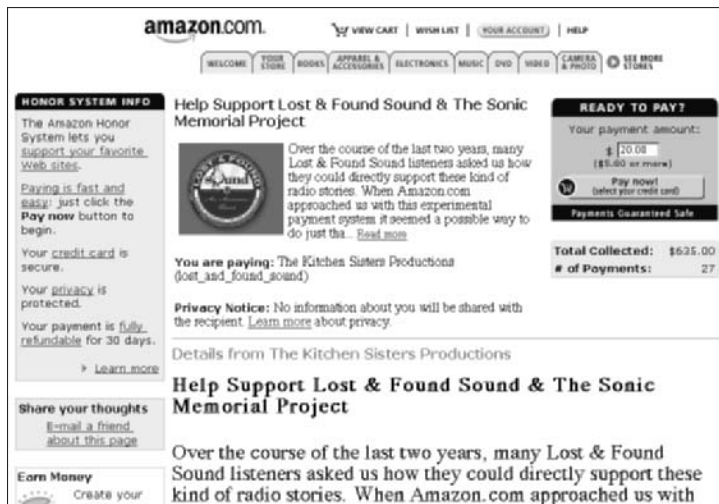 amazon.com.
VIEW CART | WISH LIST | YOUR ACCOUNT | HELP
WELCOME
YOUR STORE
BOOKS
APPAREL & ACCESSORIES
ELECTRONICS
MUSIC
DVD
VIDEO
CAMERA & PHOTO
SEE MORE STORES
HONOR SYSTEM INFO
The Amazon Honor
System lets you
support your favorite
Web sites.
Paying is fast and
easy: just click the
Pay now button to
begin.
Your credit card is
secure.
Your privacy is
protected.
Your payment is fully
refundable for 30 days.
Learn more
Share your thoughts
E-mail a friend
about this page
Earn Money
Create your
Help Support Lost & Found Sound & The Sonic
Memorial Project
LOST & FOUND
Sound
Over the course of the last two years, many
Lost & Found Sound listeners asked us how
they could directly support these kind of
radio stories. When Amazon.com
approached us with this experimental
payment system it seemed a possible way to
do just tha... Read more
You are paying: The Kitchen Sisters Productions
(lost_and_found_sound)
Privacy Notice: No information about you will be shared with
the recipient. Learn more about privacy.
READY TO PAY?
Your payment amount:
$ 20.00
($5.00 or more)
Pay now!
(select your credit card)
Payments Guaranteed Safe
Total Collected: $635.00
# of Payments: 27
Details from The Kitchen Sisters Productions
Help Support Lost & Found Sound & The Sonic
Memorial Project
Over the course of the last two years, many Lost & Found
Sound listeners asked us how they could directly support these
kind of radio stories. When Amazon.com approached us with